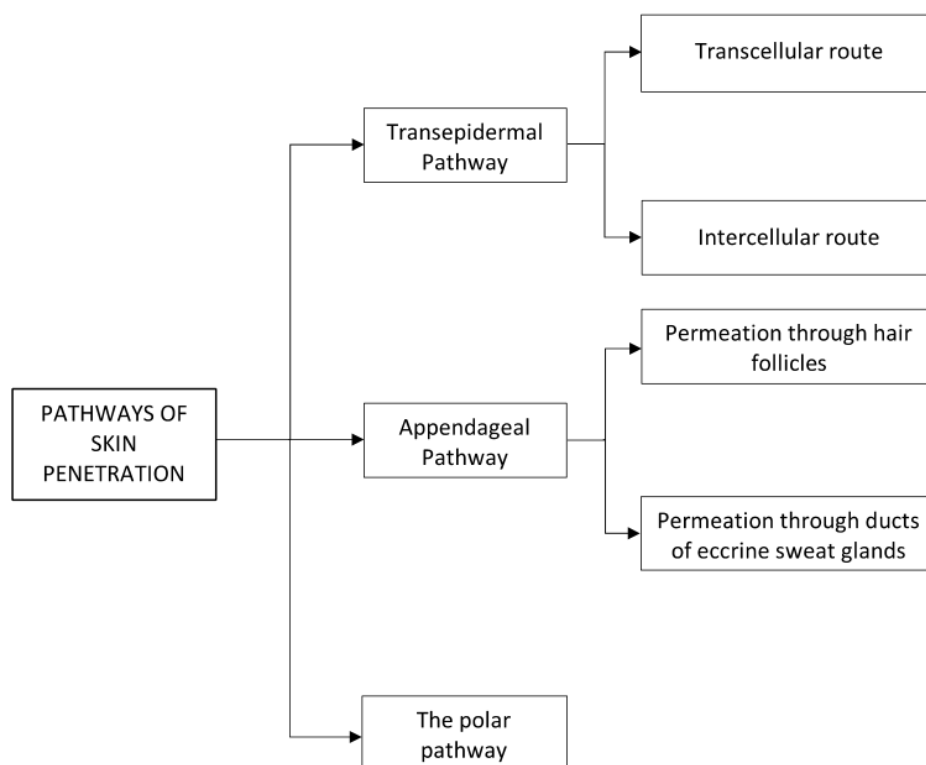 Transcellular route
Transepidermal
Pathway
Intercellular route
Permeation through hair
follicles
PATHWAYS OF
SKIN
PENETRATION
Appendageal
Pathway
Permeation through ducts
of eccrine sweat glands
The polar
pathway